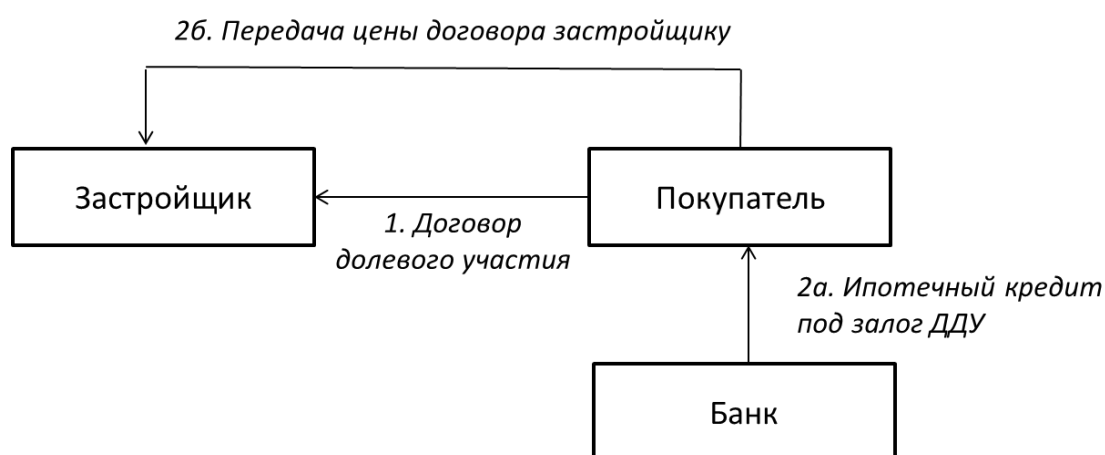 2б. Передача цены договора застройщику
Застройщик
Покупатель
1. Договор
долевого участия
2а. Ипотечный кредит
под залог ДДУ
Банк